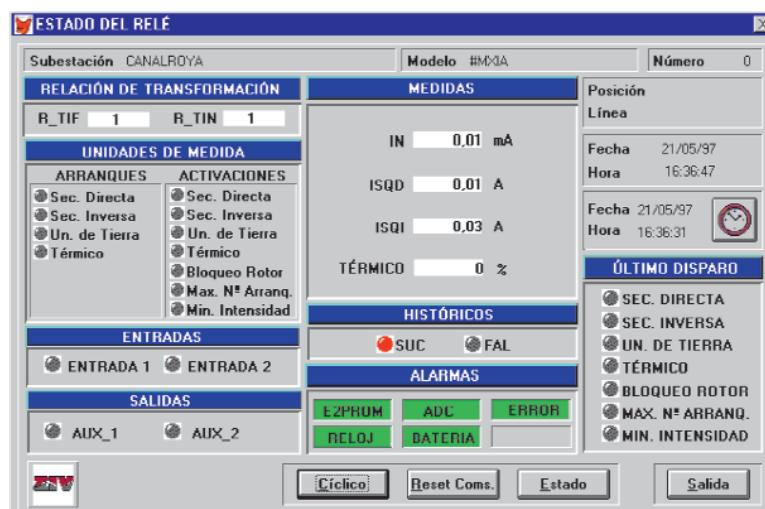 ESTADO DEL RELÉ
Subestación CANALROYA Modelo #MXIA Número 0
RELACIÓN DE TRANSFORMACIÓN
R_TIF 1 R_TIN 1
UNIDADES DE MEDIDA
ARRANQUES
Sec. Directa
Sec. Inversa
Un. de Tierra
Térmico
ACTIVACIONES
Sec. Directa
Sec. Inversa
Un. de Tierra
Térmico
Bloqueo Rotor
Max. Nº Arranq.
Min. Intensidad
ENTRADAS
ENTRADA 1 ENTRADA 2
SALIDAS
AUX_1 AUX_2
MEDIDAS
IN 0,01 mA
ISQD 0,01 A
ISQI 0,03 A
TÉRMICO 0 %
HISTÓRICOS
SUC FAL
ALARMAS
E2PROM ADC ERROR
RELOJ BATERIA
Posición
Línea
Fecha 21/05/97
Hora 16:36:47
Fecha 21/05/97
Hora 16:36:31
ÚLTIMO DISPARO
SEC. DIRECTA
SEC. INVERSA
UN. DE TIERRA
TÉRMICO
BLOQUEO ROTOR
MAX. Nº ARRANQ.
MIN. INTENSIDAD
ZIV
Cíclico Reset Coms. Estado Salida